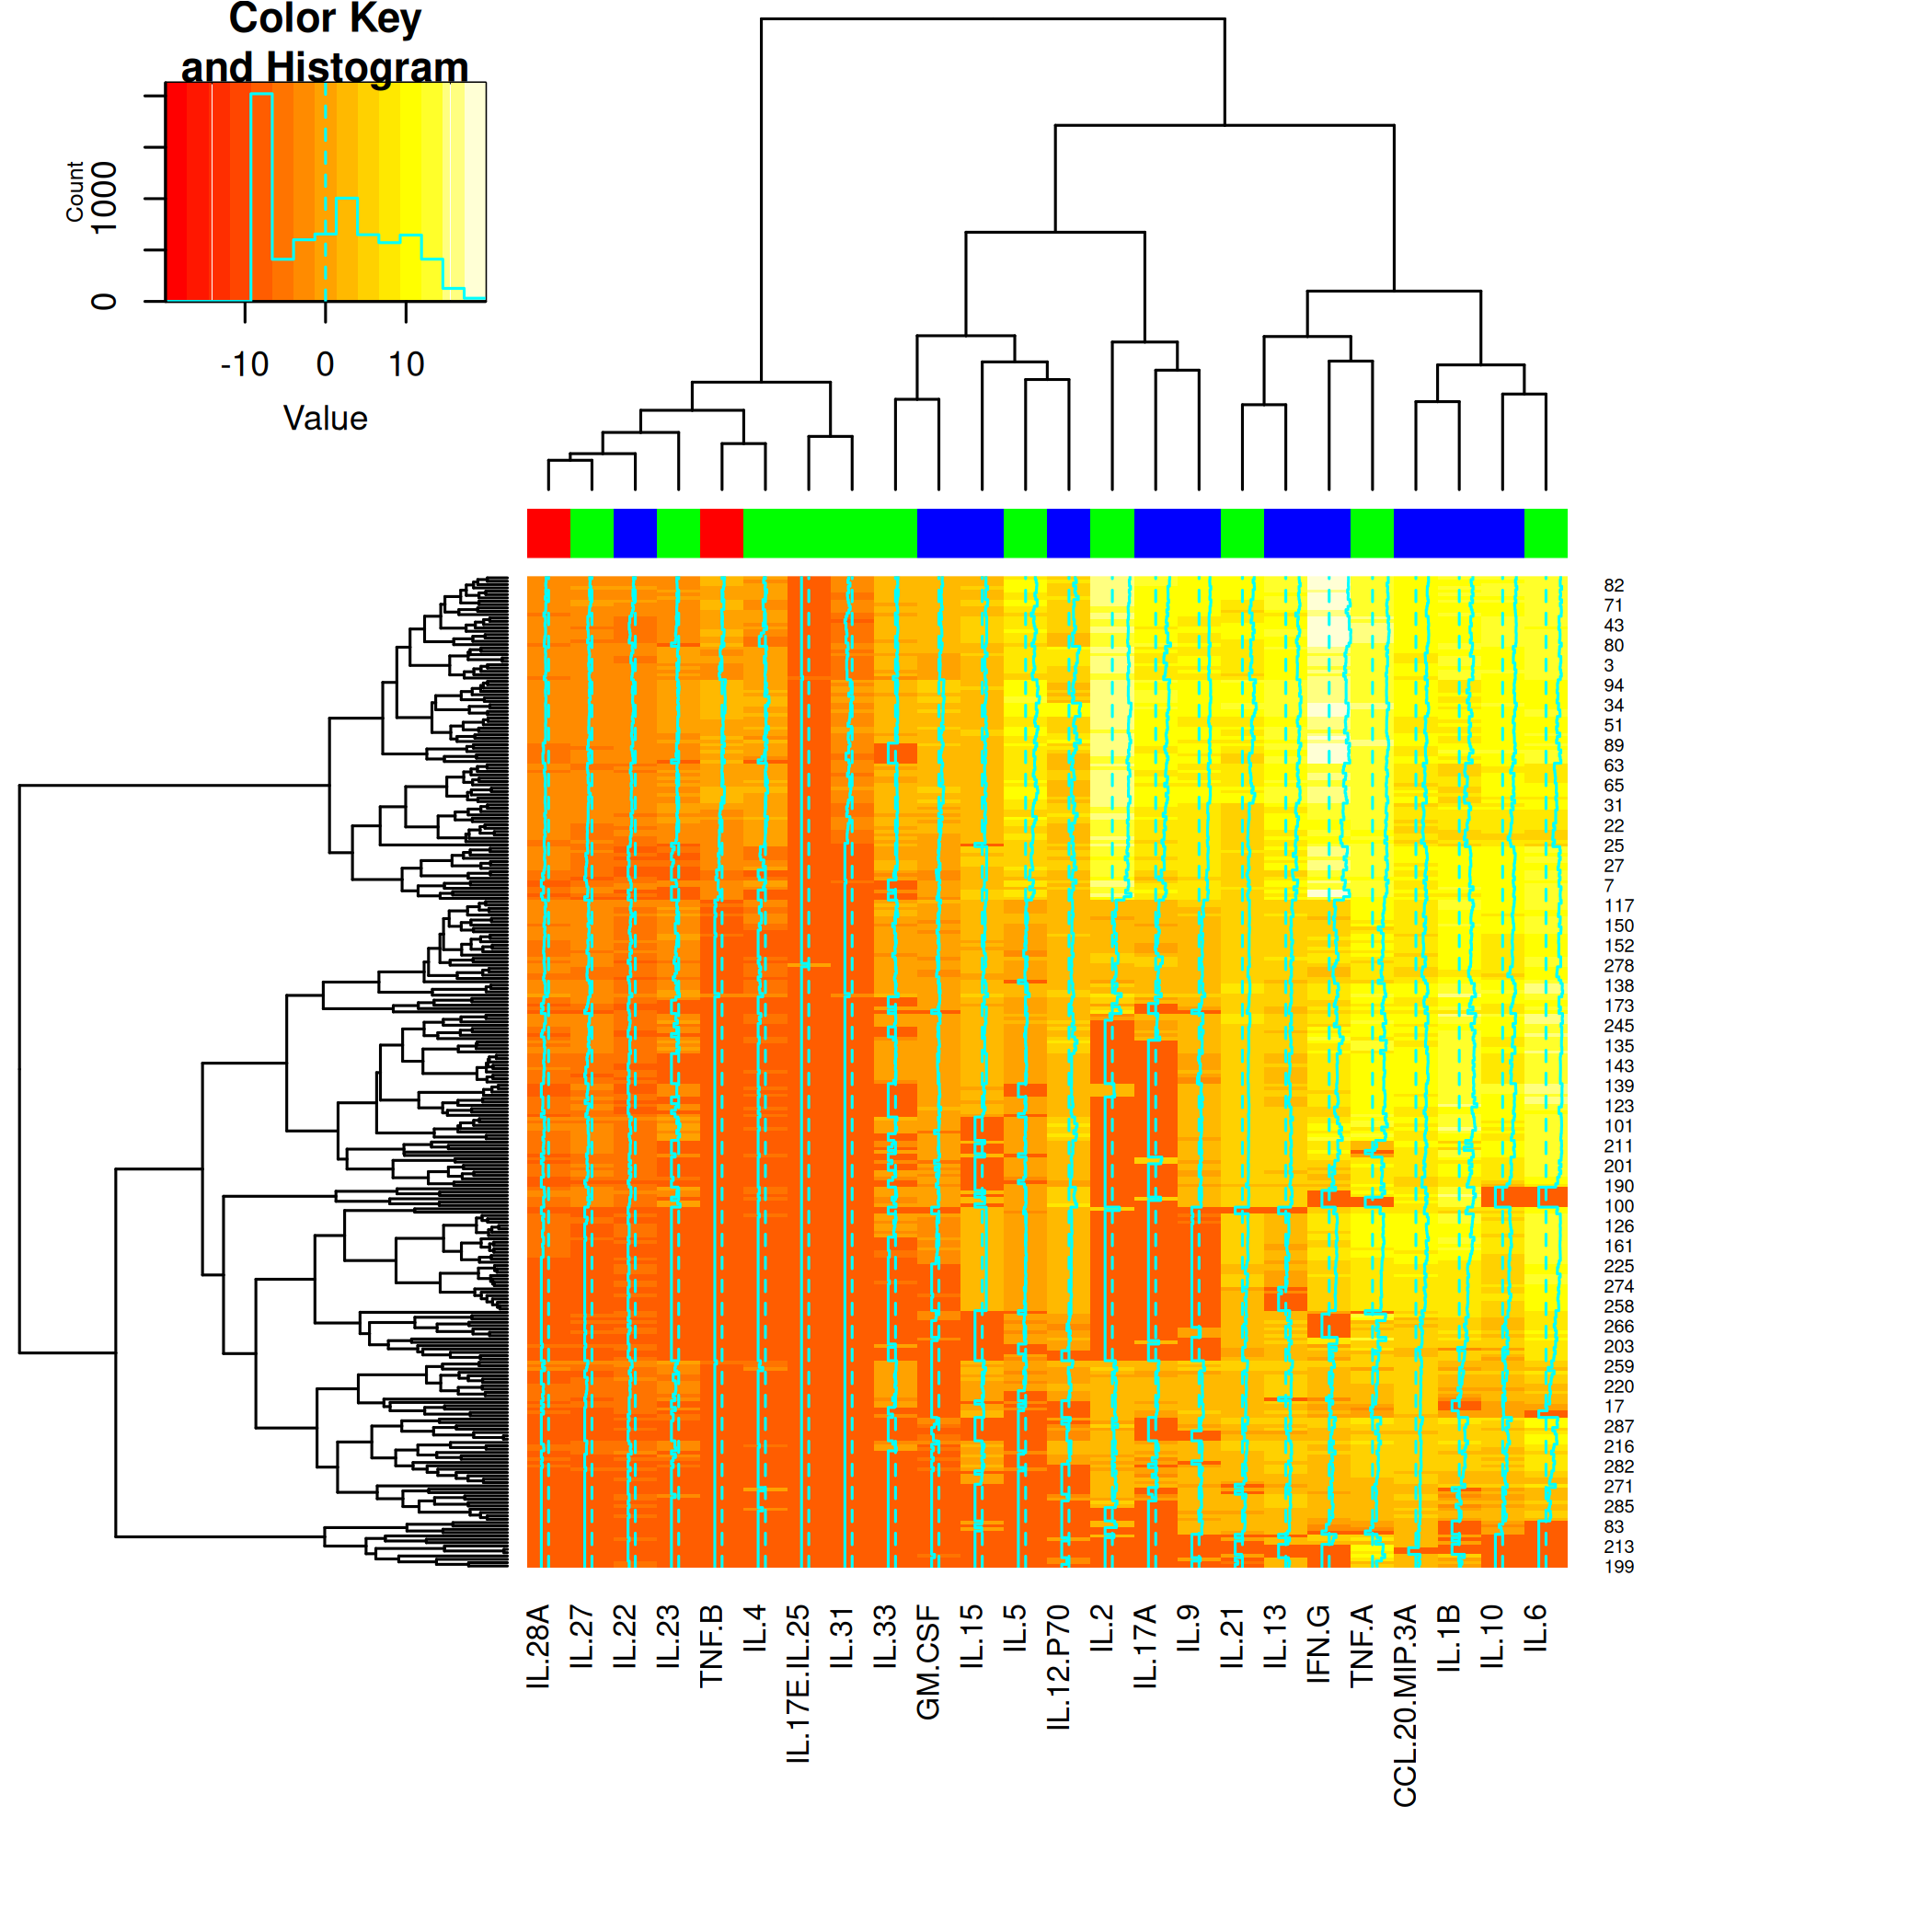 Color Key
and Histogram
Count
0 1000
-10 0 10
Value
82
71
43
80
3
94
34
51
89
63
65
31
22
25
27
7
117
150
152
278
138
173
245
135
143
139
123
101
211
201
190
100
126
161
225
274
258
266
203
259
220
17
287
216
282
271
285
83
213
199
IL.28A
IL.27
IL.22
IL.23
TNF.B
IL.4
IL.17E.IL.25
IL.31
IL.33
GM.CSF
IL.15
IL.5
IL.12.P70
IL.2
IL.17A
IL.9
IL.21
IL.13
IFN.G
TNF.A
CCL.20.MIP.3A
IL.1B
IL.10
IL.6